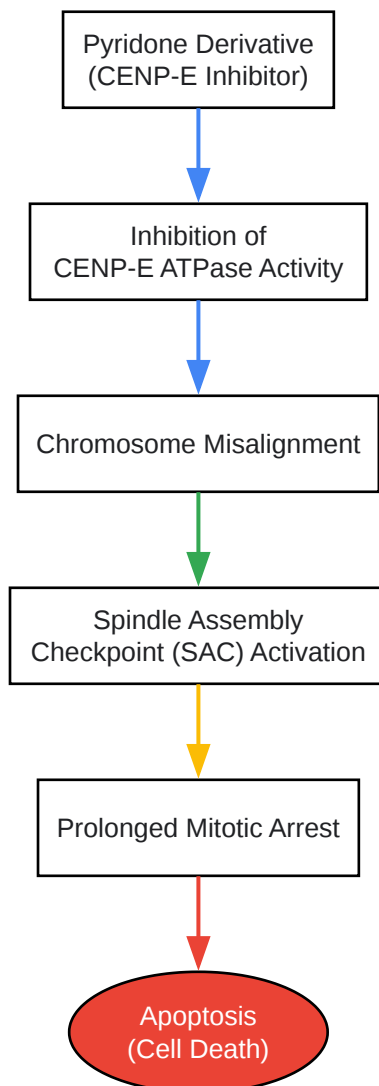 Pyridone Derivative
(CENP-E Inhibitor)
Inhibition of
CENP-E ATPase Activity
Chromosome Misalignment
Spindle Assembly
Checkpoint (SAC) Activation
Prolonged Mitotic Arrest
Apoptosis
(Cell Death)